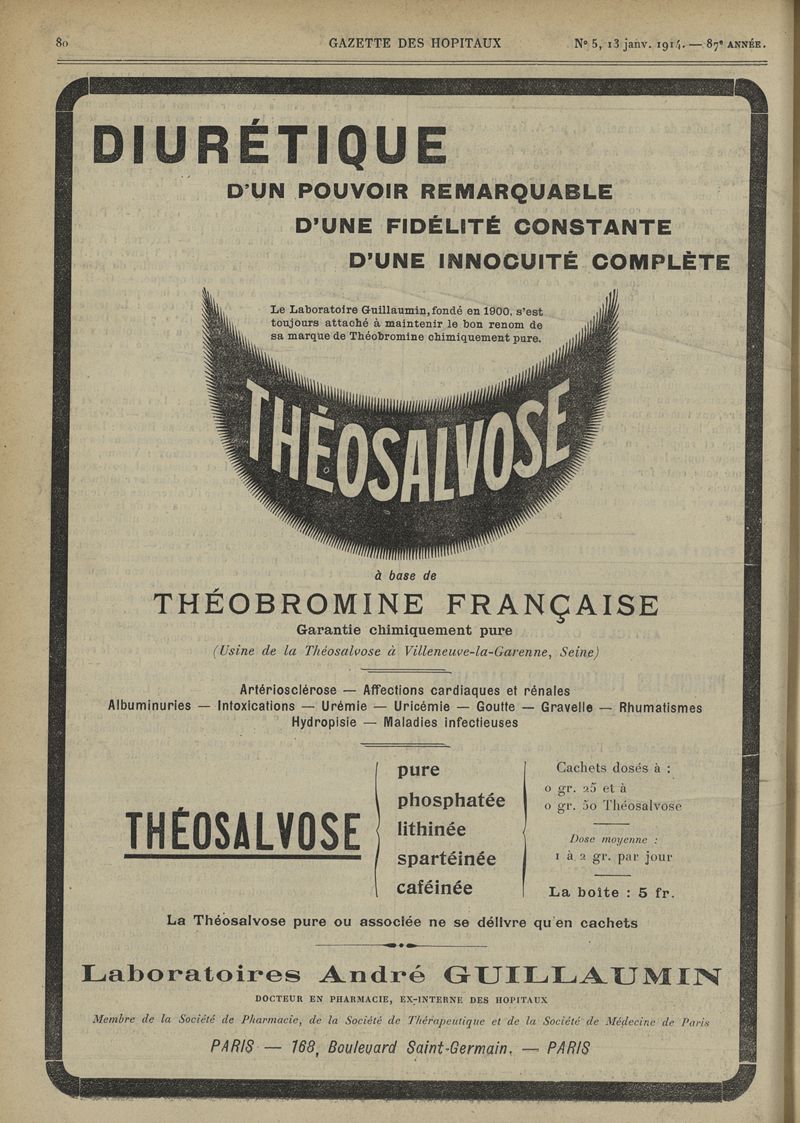 80 GAZETTE DES HOPITAUX N° 5, 13 janv. 1914. — 87e ANNÉE.
DIURÉTIQUE
D'UN POUVOIR REMARQUABLE
D'UNE FIDÉLITÉ CONSTANTE
D'UNE INNOCUITÉ COMPLÈTE
Le Laboratoire Guillaumin, fondé en 1900, s'est
toujours attaché à maintenir le bon renom de
sa marque de Théobromine chimiquement pure.
THÉOSALVOSE
à base de
THÉOBROMINE FRANÇAISE
Garantie chimiquement pure
(Usine de la Théosalvose à Villeneuve-la-Garenne, Seine)
Artériosclérose — Affections cardiaques et rénales
Albuminuries — Intoxications — Urémie — Uricémie — Goutte — Gravelle — Rhumatismes
Hydropisie — Maladies infectieuses
THÉOSALVOSE
pure
phosphatée
lithinée
spartéinée
caféinée
Cachets dosés à :
0 gr. 25 et à
0 gr. 50 Théosalvose
Dose moyenne :
1 à 2 gr. par jour
La boîte : 5 fr.
La Théosalvose pure ou associée ne se délivre qu'en cachets
Laboratoires André GUILLAUMIN
DOCTEUR EN PHARMACIE, EX-INTERNE DES HOPITAUX
Membre de la Société de Pharmacie, de la Société de Thérapeutique et de la Société de Médecine de Paris
PARIS — 168, Boulevard Saint-Germain. — PARIS